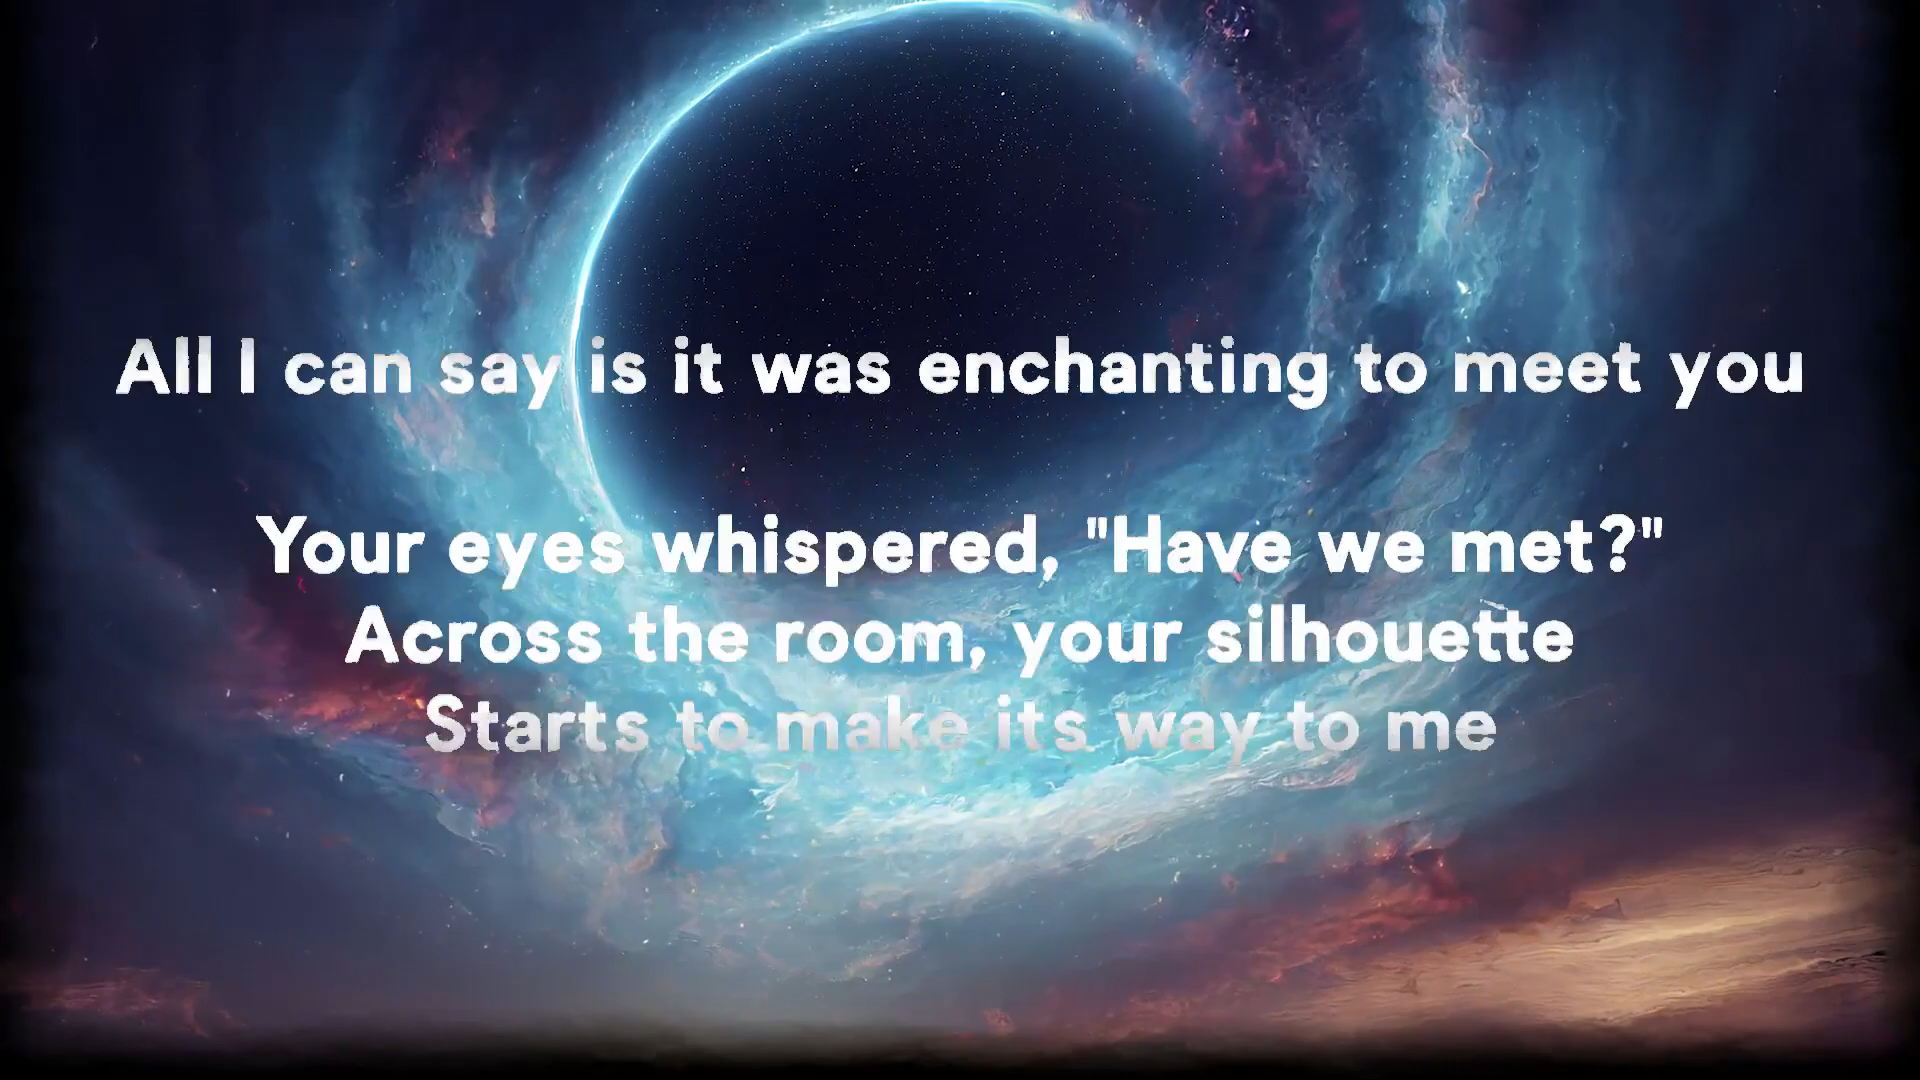 All I can say is it was enchanting to meet you
Your eyes whispered, "Have we met?"
Across the room, your silhouette
Starts to make its way to me